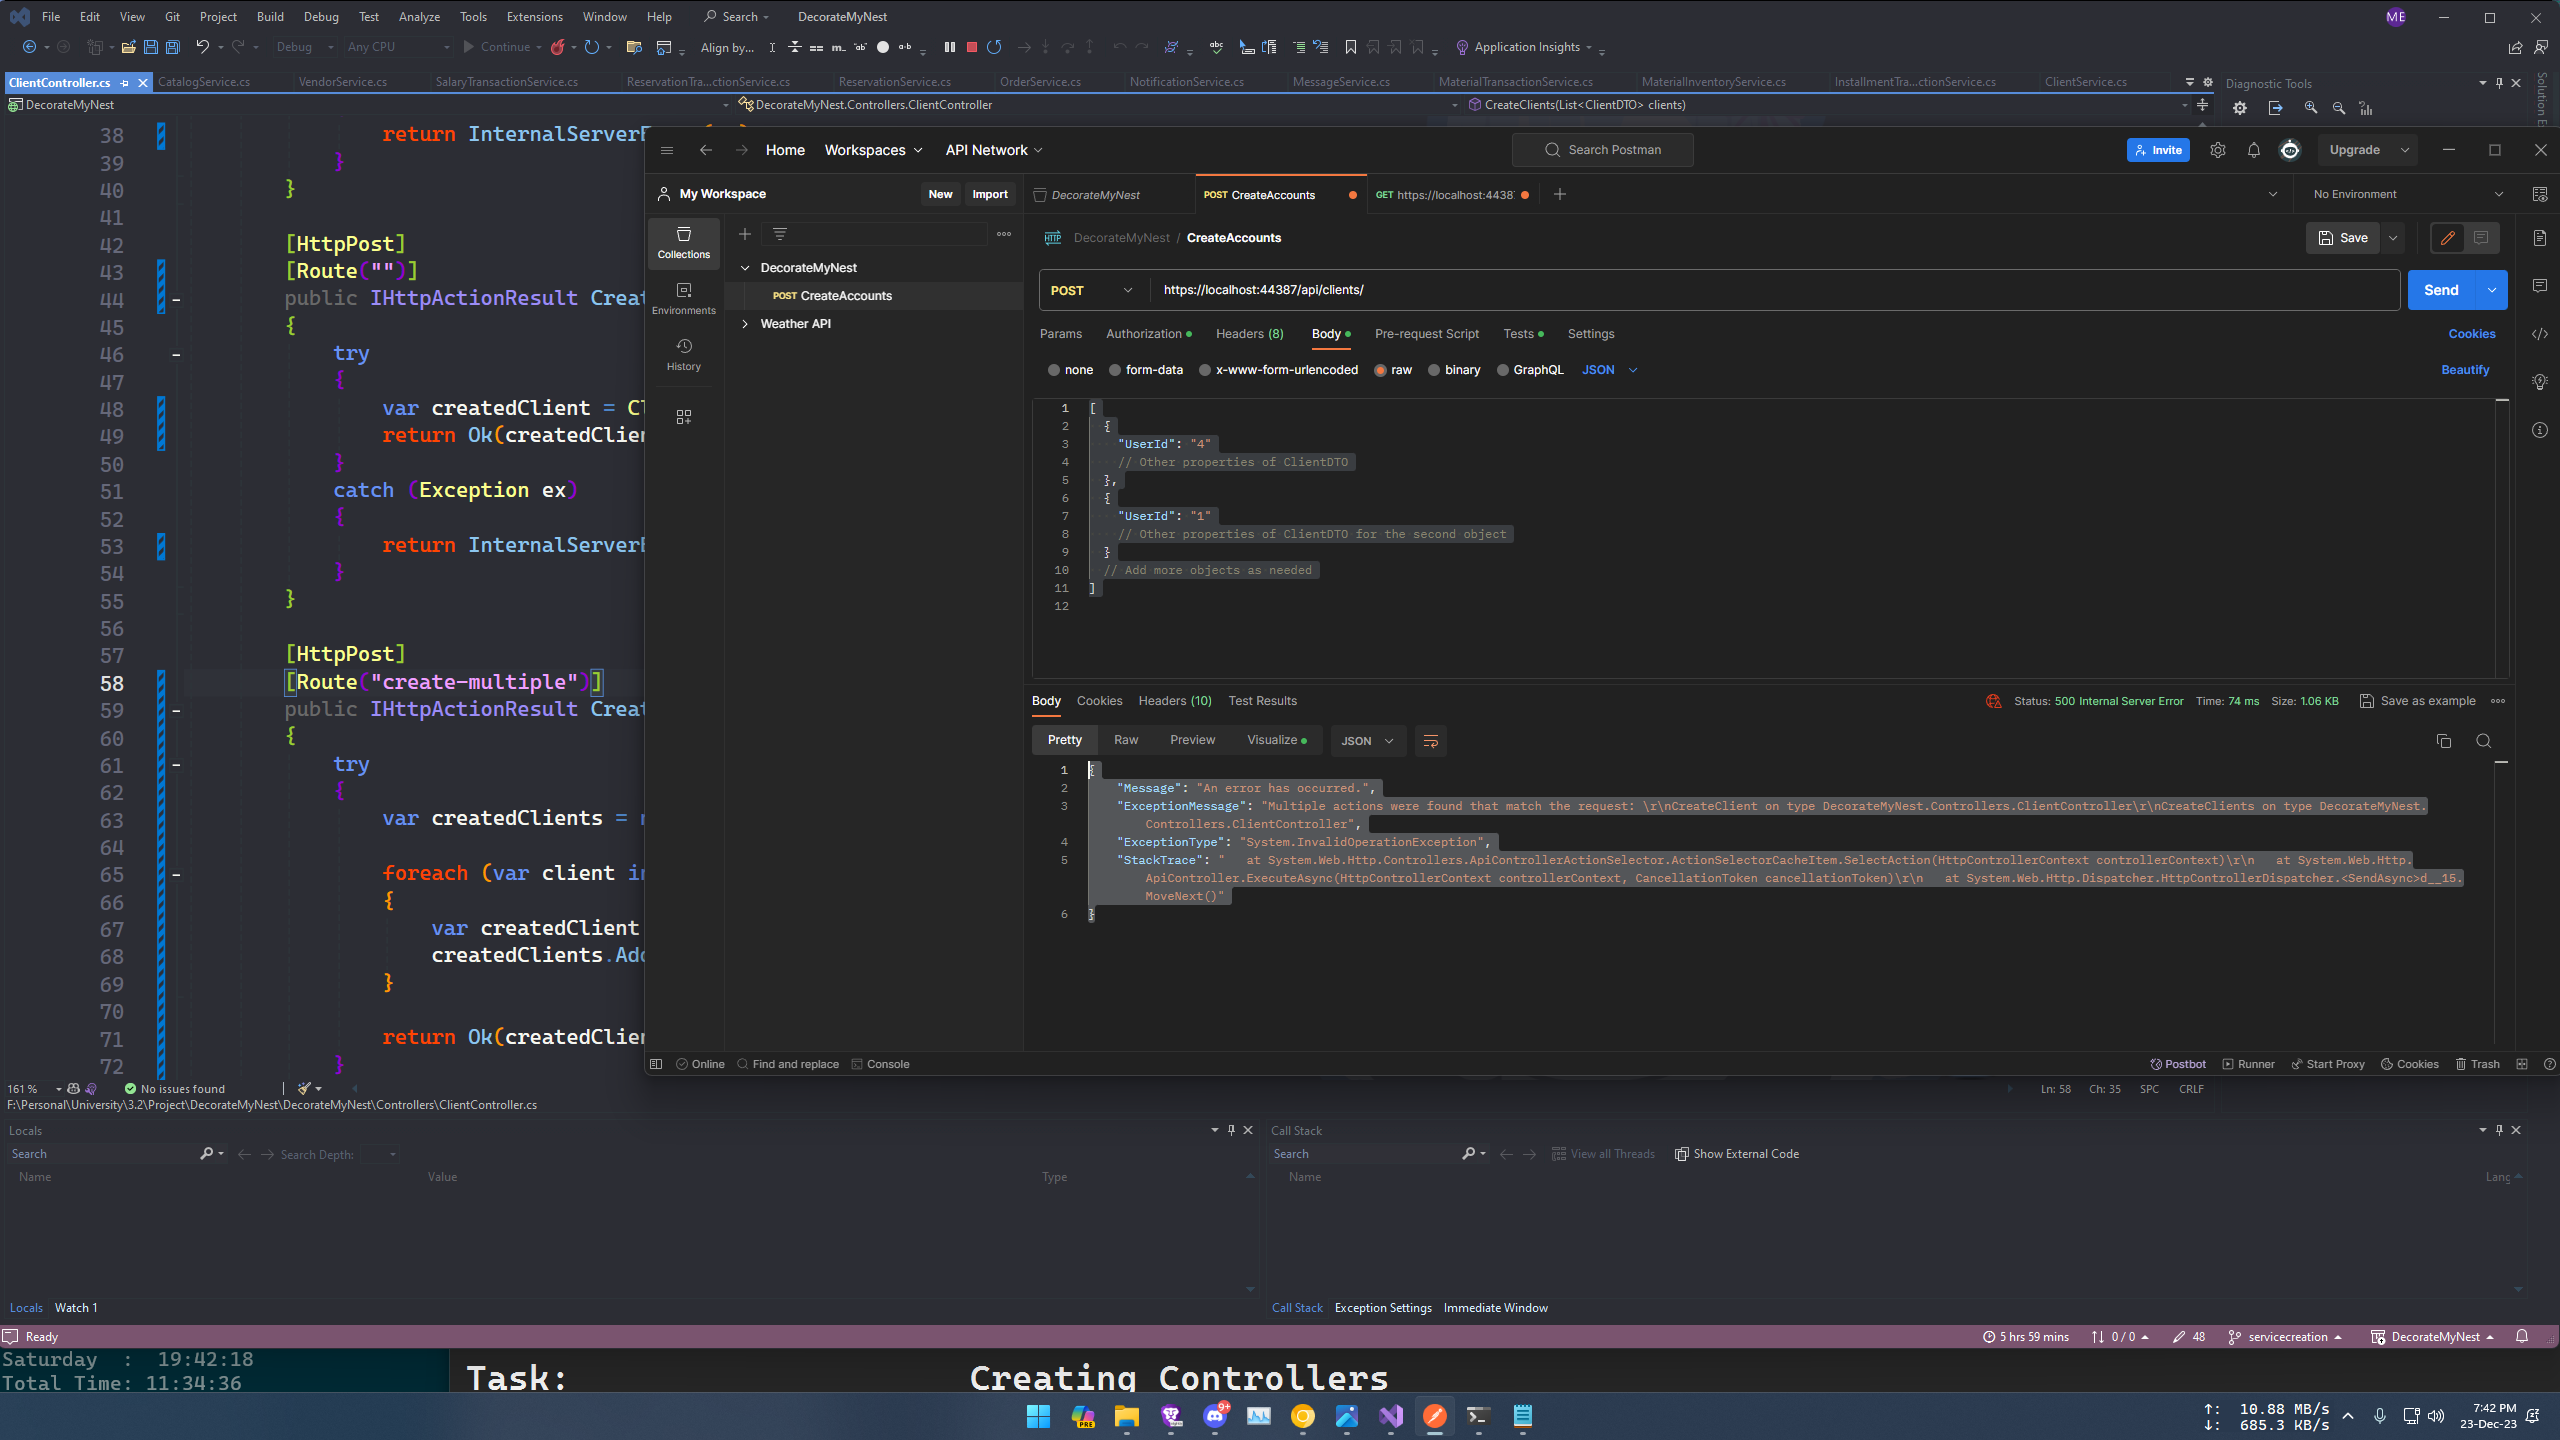 File Edit View Git Project Build Debug Test Analyze Tools Extensions Window Help Search DecorateMyNest ME
Debug Any CPU Continue Align by... Application Insights
ClientController.cs CatalogService.cs VendorService.cs SalaryTransactionService.cs ReservationTra...ctionService.cs ReservationService.cs OrderService.cs NotificationService.cs MessageService.cs MaterialTransactionService.cs MaterialInventoryService.cs InstallmentTra...ctionService.cs ClientService.cs Diagnostic Tools
DecorateMyNest DecorateMyNest.Controllers.ClientController CreateClients(List<ClientDTO> clients)
38 return InternalServerE
39 }
40 }
41
42 [HttpPost]
43 [Route("")]
44 public IHttpActionResult Creat
45 {
46 try
47 {
48 var createdClient = Cl
49 return Ok(createdClien
50 }
51 catch (Exception ex)
52 {
53 return InternalServerE
54 }
55 }
56
57 [HttpPost]
58 [Route("create-multiple")]
59 public IHttpActionResult Creat
60 {
61 try
62 {
63 var createdClients = n
64
65 foreach (var client in
66 {
67 var createdClient
68 createdClients.Add
69 }
70
71 return Ok(createdClien
72 }
Home Workspaces API Network Search Postman Invite Upgrade
My Workspace New Import DecorateMyNest POST CreateAccounts GET https://localhost:4438 No Environment
Collections
Environments
History
DecorateMyNest
POST CreateAccounts
Weather API
HTTP DecorateMyNest / CreateAccounts Save
POST https://localhost:44387/api/clients/ Send
Params Authorization Headers (8) Body Pre-request Script Tests Settings Cookies
none form-data x-www-form-urlencoded raw binary GraphQL JSON Beautify
1 [
2 {
3 "UserId": "4"
4 // Other properties of ClientDTO
5 },
6 {
7 "UserId": "1"
8 // Other properties of ClientDTO for the second object
9 }
10 // Add more objects as needed
11 ]
12
Body Cookies Headers (10) Test Results Status: 500 Internal Server Error Time: 74 ms Size: 1.06 KB Save as example
Pretty Raw Preview Visualize JSON
1 {
2 "Message": "An error has occurred.",
3 "ExceptionMessage": "Multiple actions were found that match the request: \r\nCreateClient on type DecorateMyNest.Controllers.ClientController\r\nCreateClients on type DecorateMyNest.
Controllers.ClientController",
4 "ExceptionType": "System.InvalidOperationException",
5 "StackTrace": " at System.Web.Http.Controllers.ApiControllerActionSelector.ActionSelectorCacheItem.SelectAction(HttpControllerContext controllerContext)\r\n at System.Web.Http.
ApiController.ExecuteAsync(HttpControllerContext controllerContext, CancellationToken cancellationToken)\r\n at System.Web.Http.Dispatcher.HttpControllerDispatcher.<SendAsync>d__15.
MoveNext()"
6 }
Online Find and replace Console Postbot Runner Start Proxy Cookies Trash
161 % No issues found Ln: 58 Ch: 35 SPC CRLF
F:\Personal\University\3.2\Project\DecorateMyNest\DecorateMyNest\Controllers\ClientController.cs
Locals Call Stack
Search Search Depth: Search View all Threads Show External Code
Name Value Type Name Lang
Locals Watch 1 Call Stack Exception Settings Immediate Window
Ready 5 hrs 59 mins 0 / 0 48 servicecreation DecorateMyNest
Saturday : 19:42:18
Total Time: 11:34:36
Task: Creating Controllers
PRE 9+
↑: 10.88 MB/s 7:42 PM
↓: 685.3 KB/s 23-Dec-23